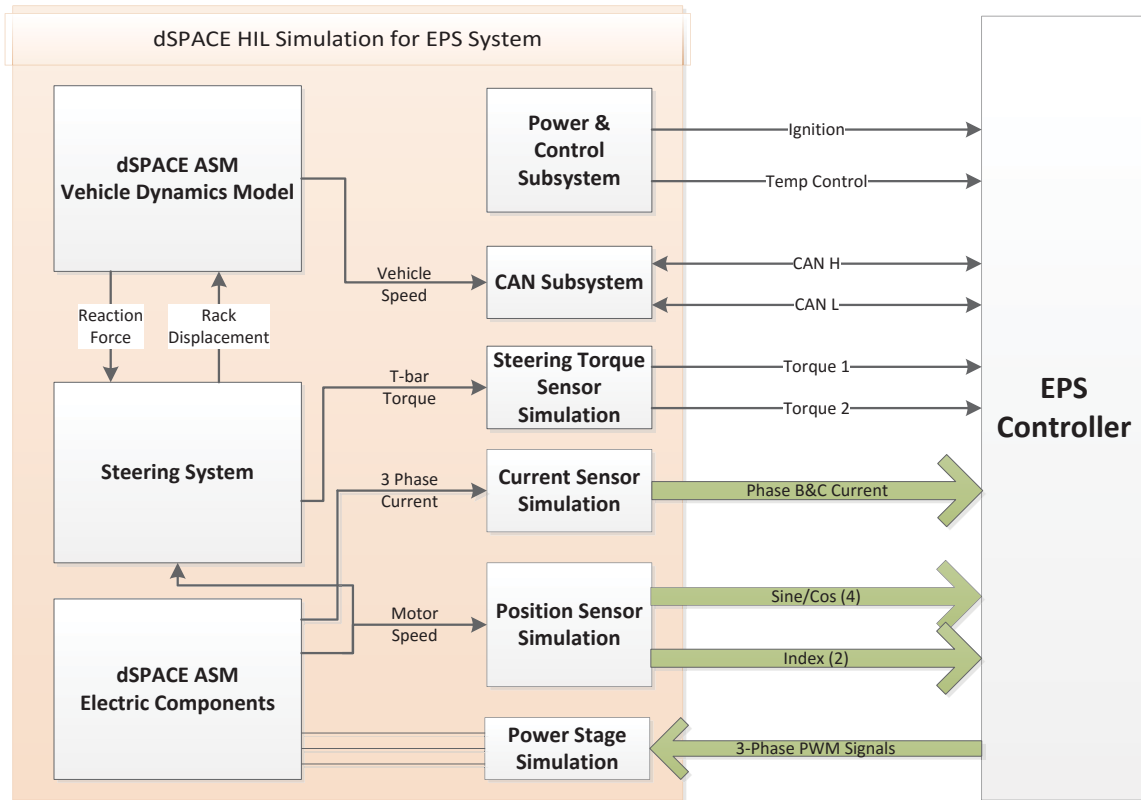 dSPACE HIL Simulation for EPS System
dSPACE ASM
Vehicle Dynamics Model
Power &
Control
Subsystem
Ignition
Temp Control
Vehicle
Speed
CAN Subsystem
CAN H
CAN L
Reaction
Force
Rack
Displacement
Steering System
T-bar
Torque
Steering Torque
Sensor
Simulation
Torque 1
Torque 2
EPS
Controller
3 Phase
Current
Current Sensor
Simulation
Phase B&C Current
dSPACE ASM
Electric Components
Motor
Speed
Position Sensor
Simulation
Sine/Cos (4)
Index (2)
Power Stage
Simulation
3-Phase PWM Signals